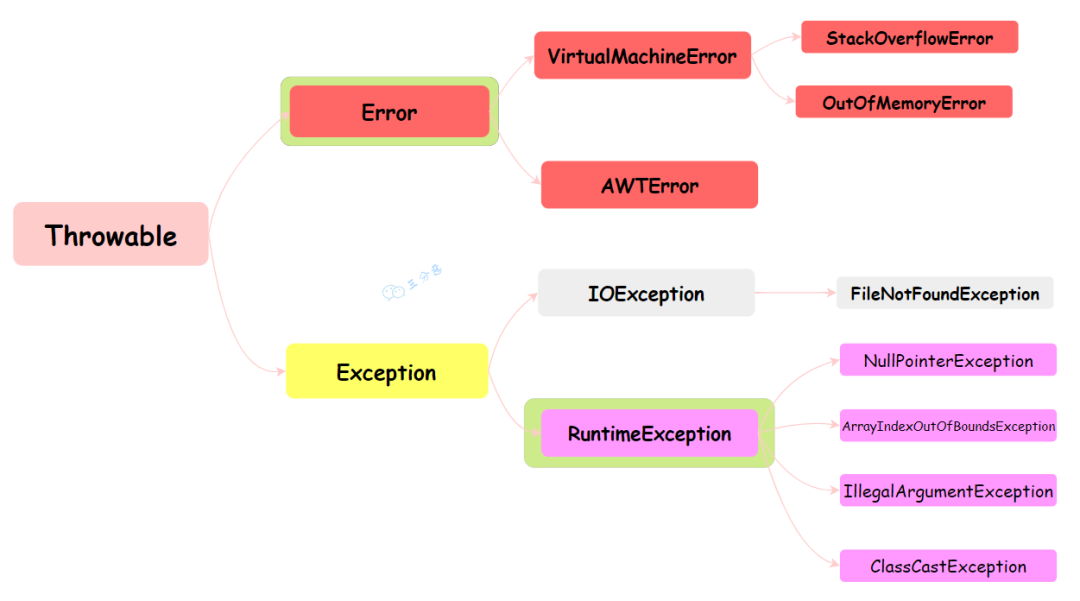 StackOverflowError
VirtualMachineError
OutOfMemoryError
Error
AWTError
Throwable
三分恶
IOException
FileNotFoundException
NullPointerException
Exception
ArrayIndexOutOfBoundsException
RuntimeException
IllegalArgumentException
ClassCastException